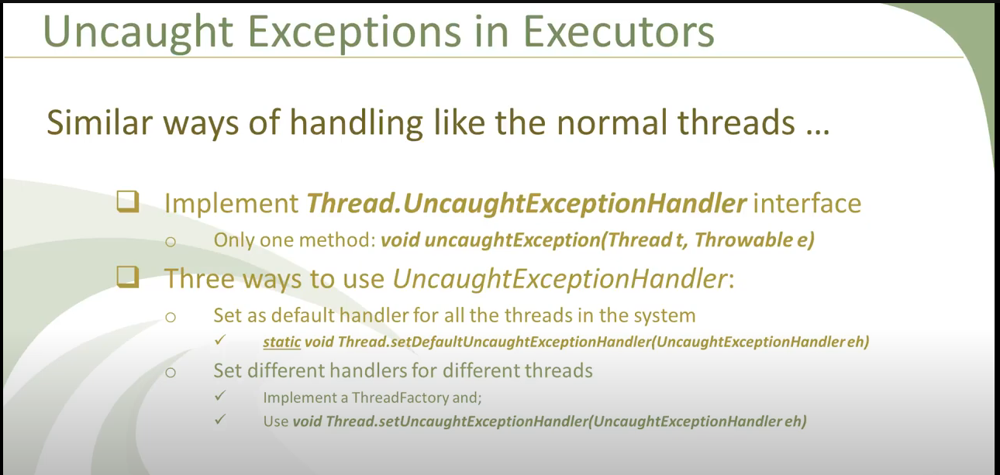 Uncaught Exceptions in Executors
Similar ways of handling like the normal threads ...
Implement Thread.UncaughtExceptionHandler interface
Only one method: void uncaughtException(Thread t, Throwable e)
Three ways to use UncaughtExceptionHandler:
Set as default handler for all the threads in the system
static void Thread.setDefaultUncaughtExceptionHandler(UncaughtExceptionHandler eh)
Set different handlers for different threads
Implement a ThreadFactory and;
Use void Thread.setUncaughtExceptionHandler(UncaughtExceptionHandler eh)